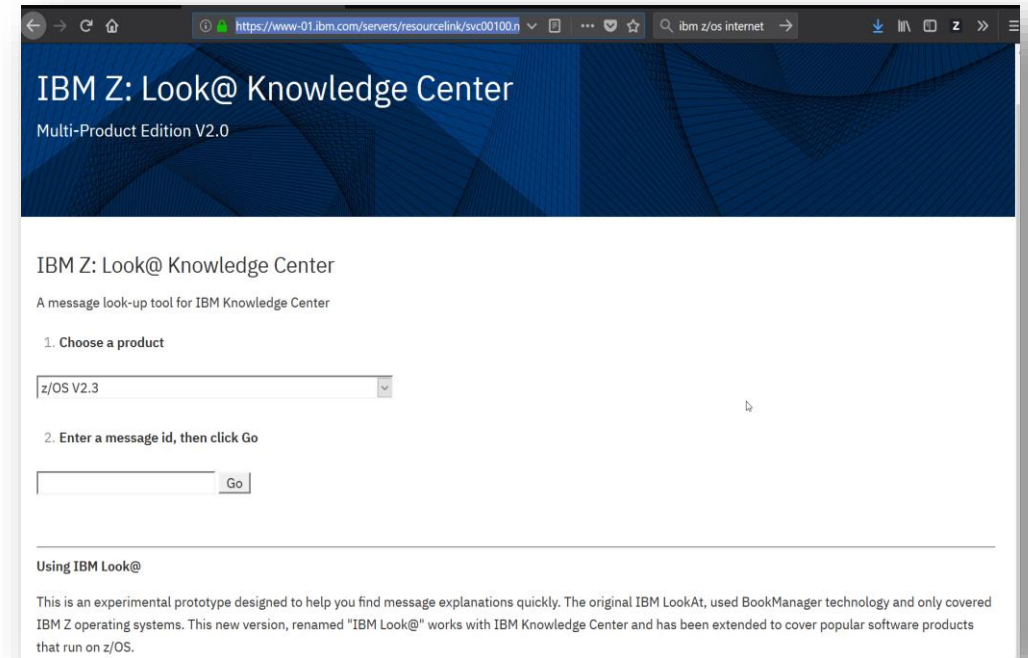 https://www-01.ibm.com/servers/resourcelink/svc00100.n
ibm z/os internet
Z
IBM Z: Look@ Knowledge Center
Multi-Product Edition V2.0
IBM Z: Look@ Knowledge Center
A message look-up tool for IBM Knowledge Center
1. Choose a product
z/OS V2.3
2. Enter a message id, then click Go
Go
Using IBM Look@
This is an experimental prototype designed to help you find message explanations quickly. The original IBM LookAt, used BookManager technology and only covered
IBM Z operating systems. This new version, renamed "IBM Look@" works with IBM Knowledge Center and has been extended to cover popular software products
that run on z/OS.